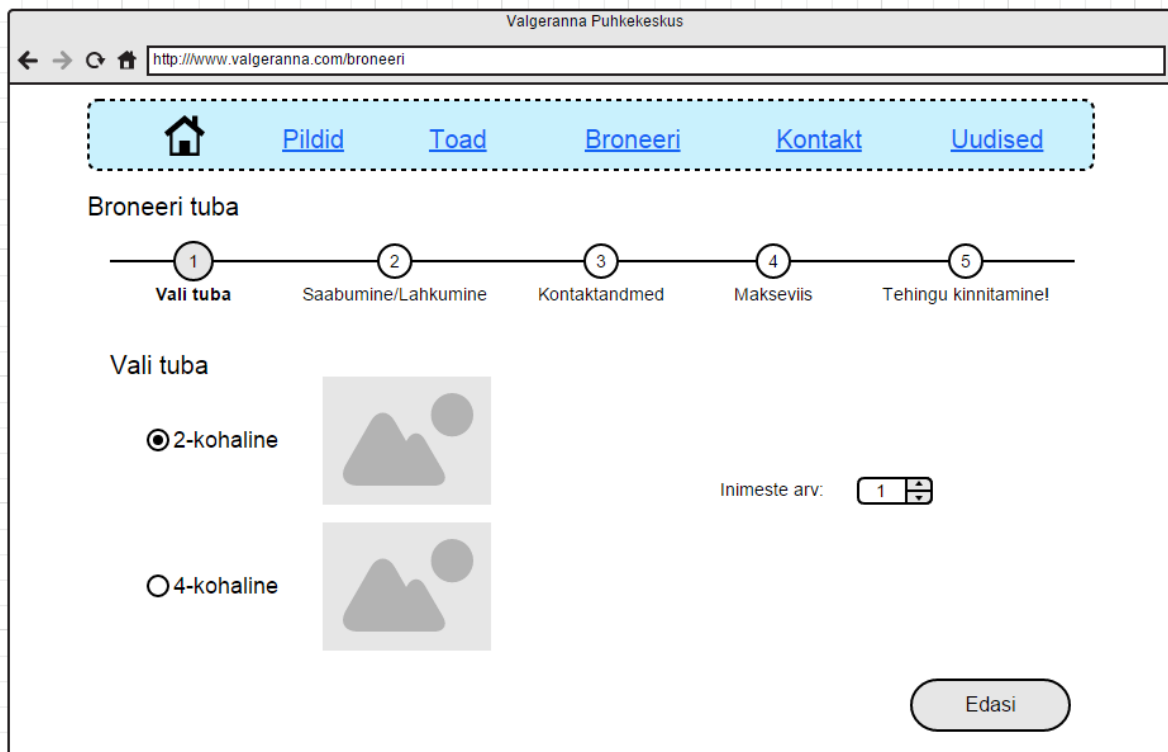 Valgeranna Puhkekeskus
http:///www.valgeranna.com/broneeri
Pildid Toad Broneeri Kontakt Uudised
Broneeri tuba
1 2 3 4 5
Vali tuba Saabumine/Lahkumine Kontaktandmed Makseviis Tehingu kinnitamine!
Vali tuba
2-kohaline
Inimeste arv: 1
4-kohaline
Edasi